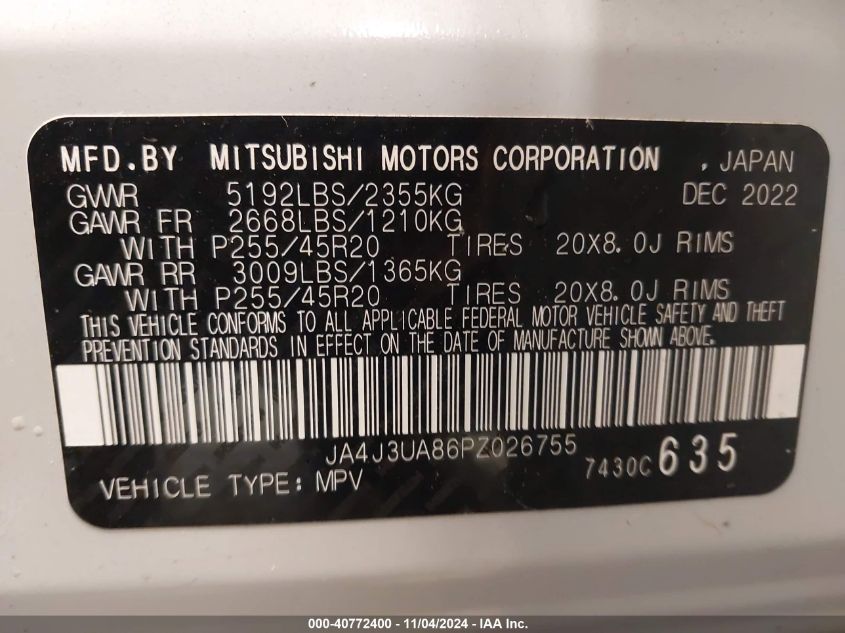 MFD.BY MITSUBISHI MOTORS CORPORATION , JAPAN
GVWR 5192LBS/2355KG DEC 2022
GAWR FR 2668LBS/1210KG
WITH P255/45R20 TIRES 20X8.0J RIMS
GAWR RR 3009LBS/1365KG
WITH P255/45R20 TIRES 20X8.0J RIMS
THIS VEHICLE CONFORMS TO ALL APPLICABLE FEDERAL MOTOR VEHICLE SAFETY AND THEFT
PREVENTION STANDARDS IN EFFECT ON THE DATE OF MANUFACTURE SHOWN ABOVE.
JA4J3UA86PZ026755
7430C 635
VEHICLE TYPE: MPV
000-40772400 - 11/04/2024 - IAA Inc.